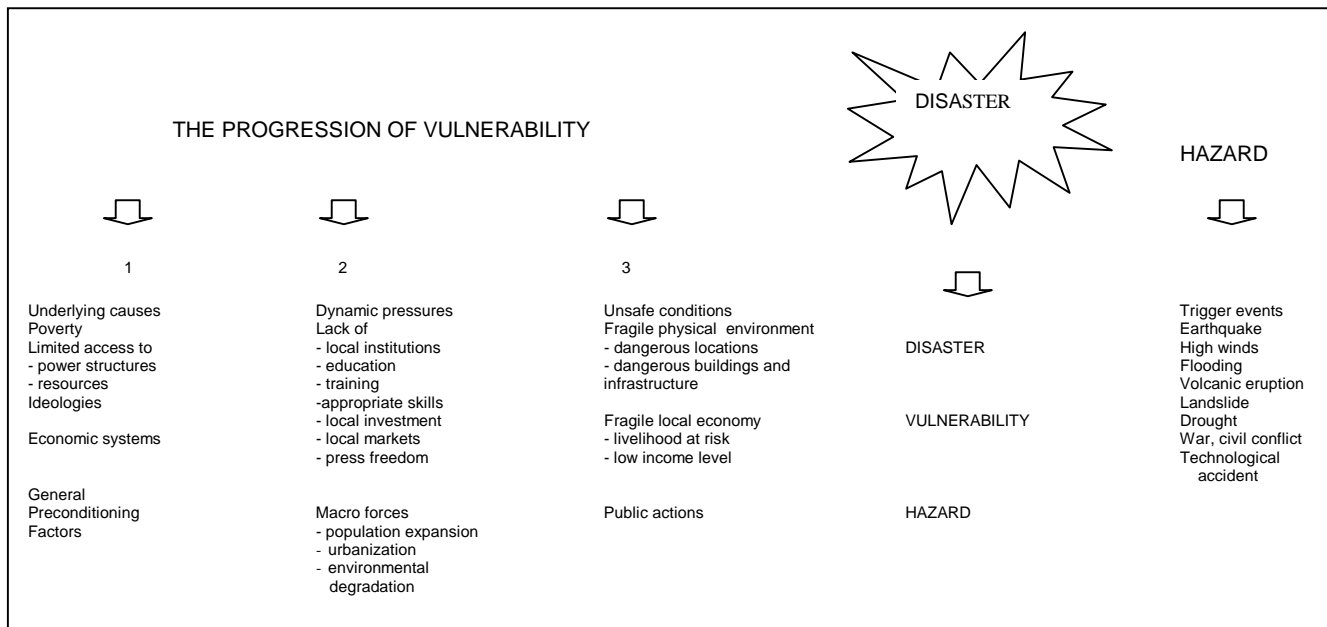 THE PROGRESSION OF VULNERABILITY
DISASTER
HAZARD
1
Underlying causes
Poverty
Limited access to
- power structures
- resources
Ideologies
Economic systems
General
Preconditioning
Factors
2
Dynamic pressures
Lack of
- local institutions
- education
- training
-appropriate skills
- local investment
- local markets
- press freedom
Macro forces
- population expansion
- urbanization
- environmental
degradation
3
Unsafe conditions
Fragile physical environment
- dangerous locations
- dangerous buildings and
infrastructure
Fragile local economy
- livelihood at risk
- low income level
Public actions
DISASTER
VULNERABILITY
HAZARD
Trigger events
Earthquake
High winds
Flooding
Volcanic eruption
Landslide
Drought
War, civil conflict
Technological
accident